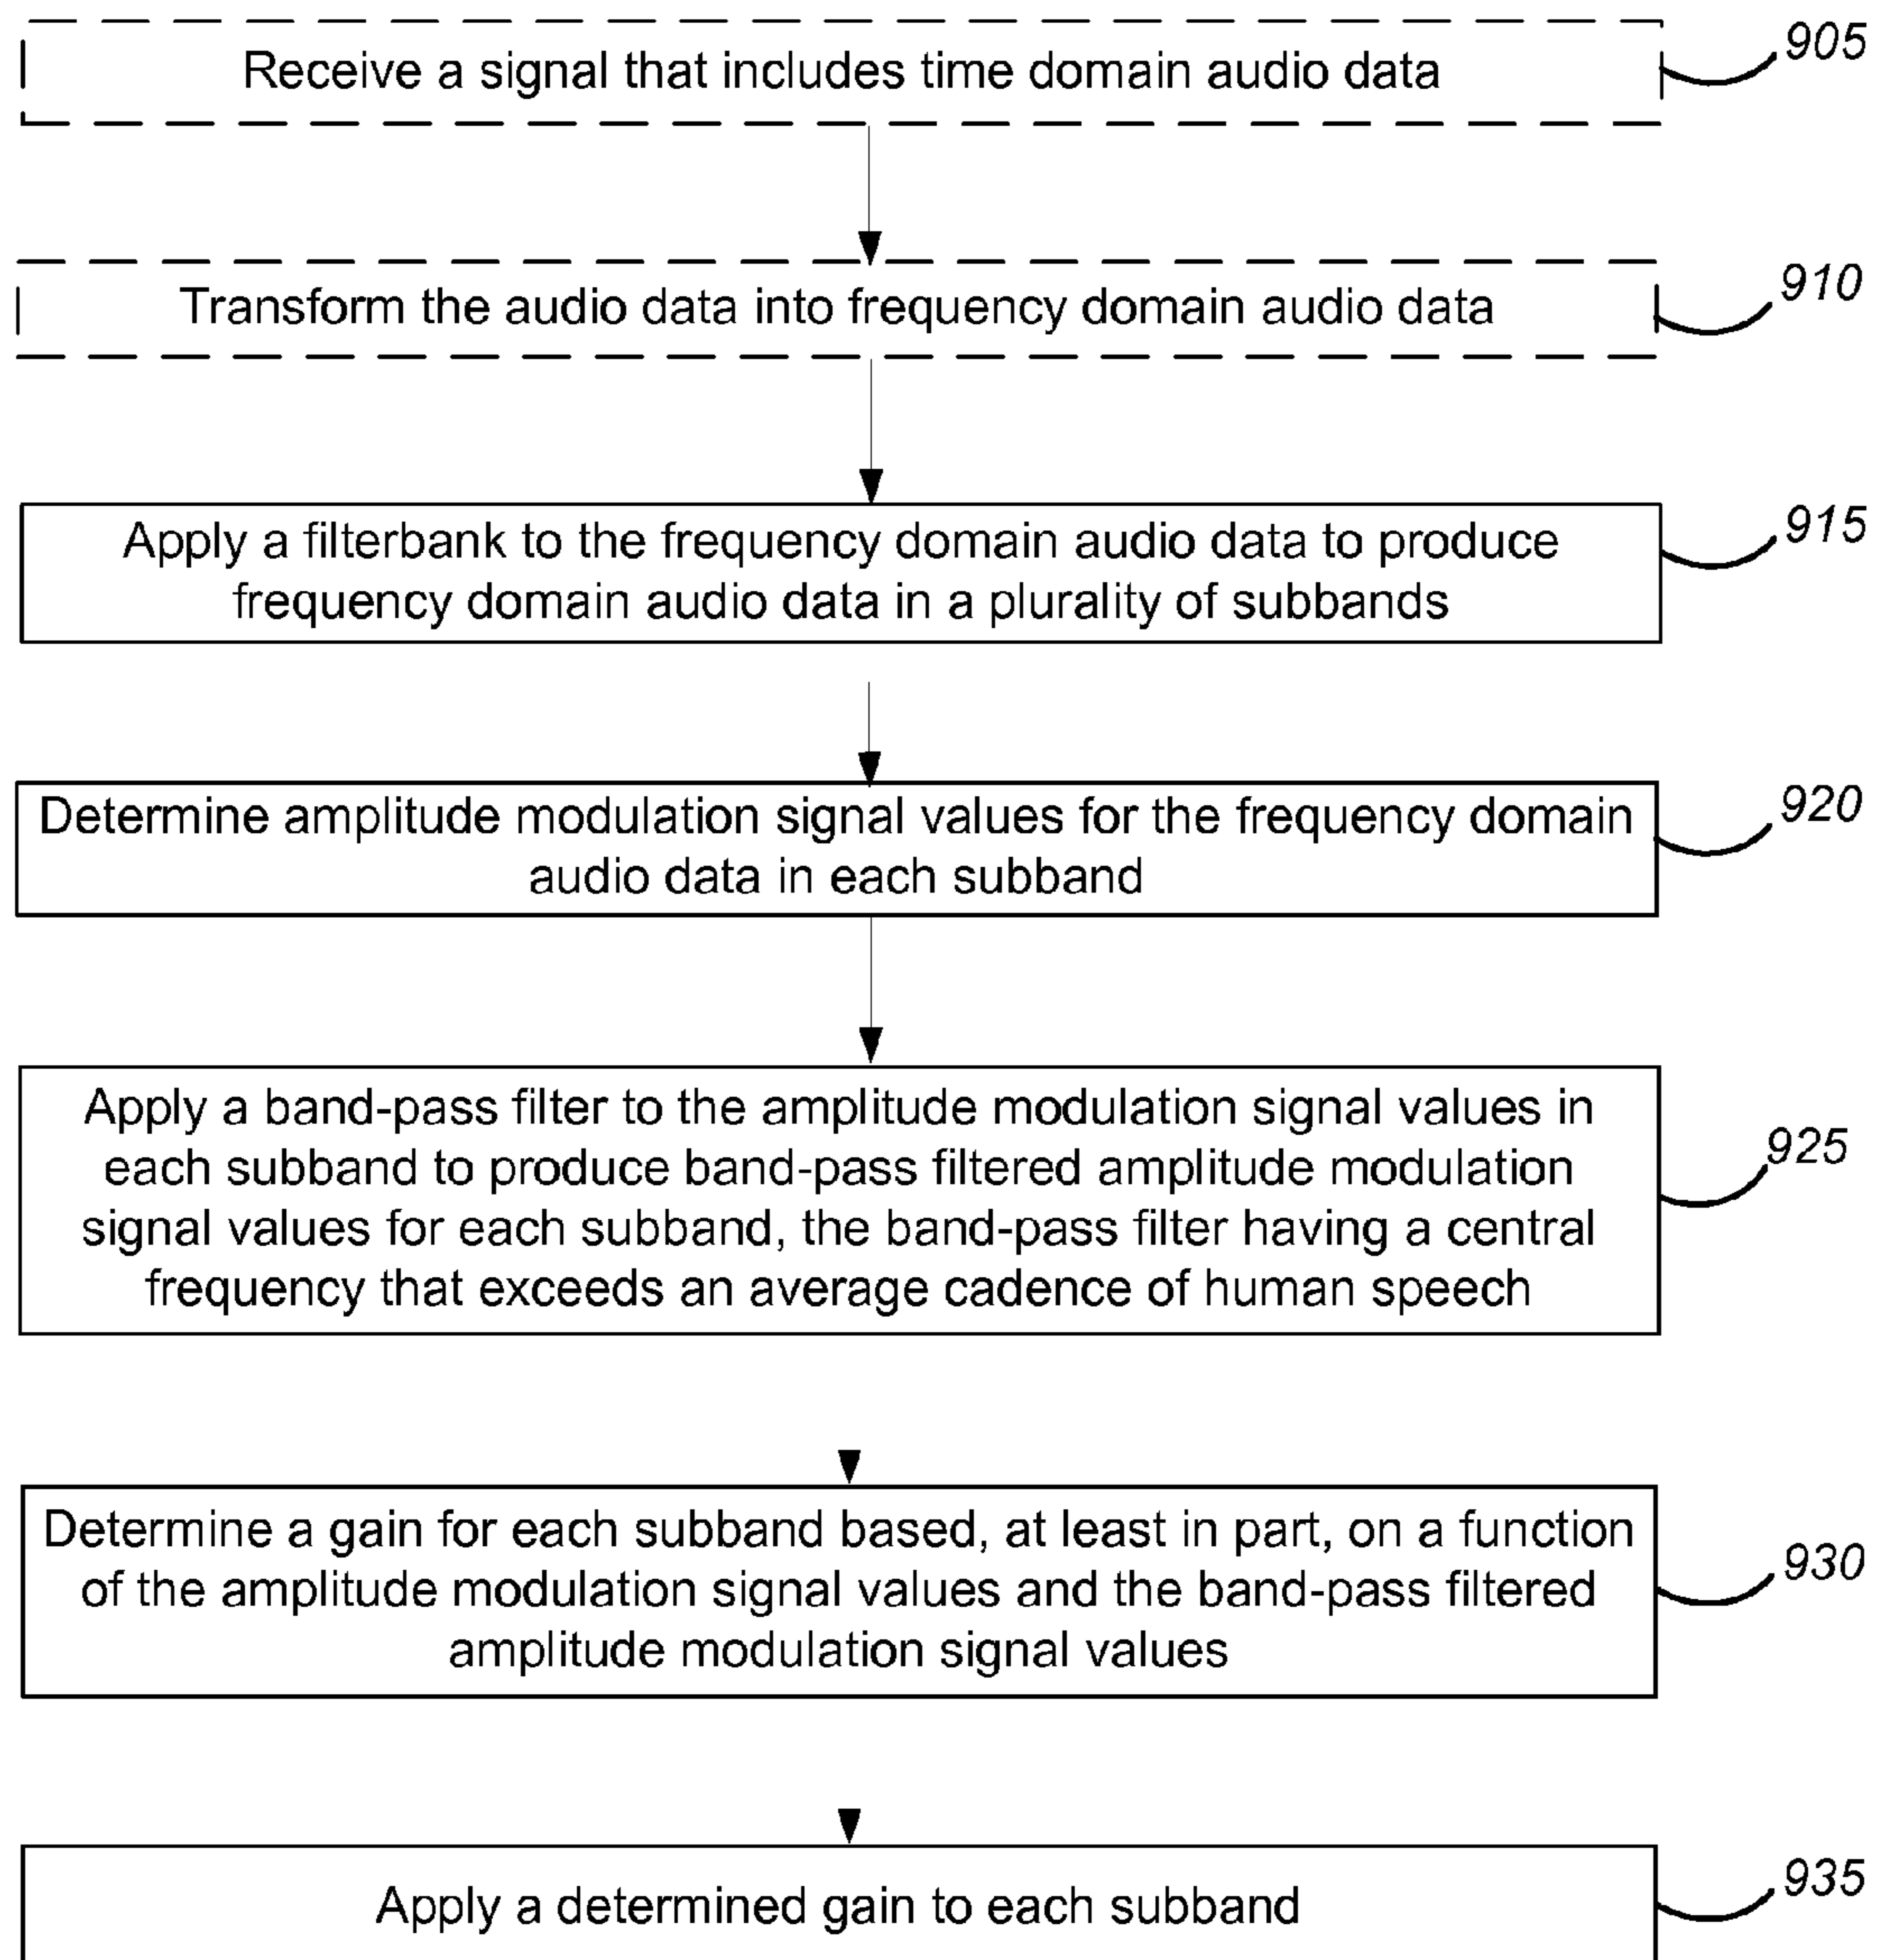 Receive a signal that includes time domain audio data
905
Transform the audio data into frequency domain audio data
910
Apply a filterbank to the frequency domain audio data to produce
frequency domain audio data in a plurality of subbands
915
Determine amplitude modulation signal values for the frequency domain
audio data in each subband
920
Apply a band-pass filter to the amplitude modulation signal values in
each subband to produce band-pass filtered amplitude modulation
signal values for each subband, the band-pass filter having a central
frequency that exceeds an average cadence of human speech
925
Determine a gain for each subband based, at least in part, on a function
of the amplitude modulation signal values and the band-pass filtered
amplitude modulation signal values
930
Apply a determined gain to each subband
935